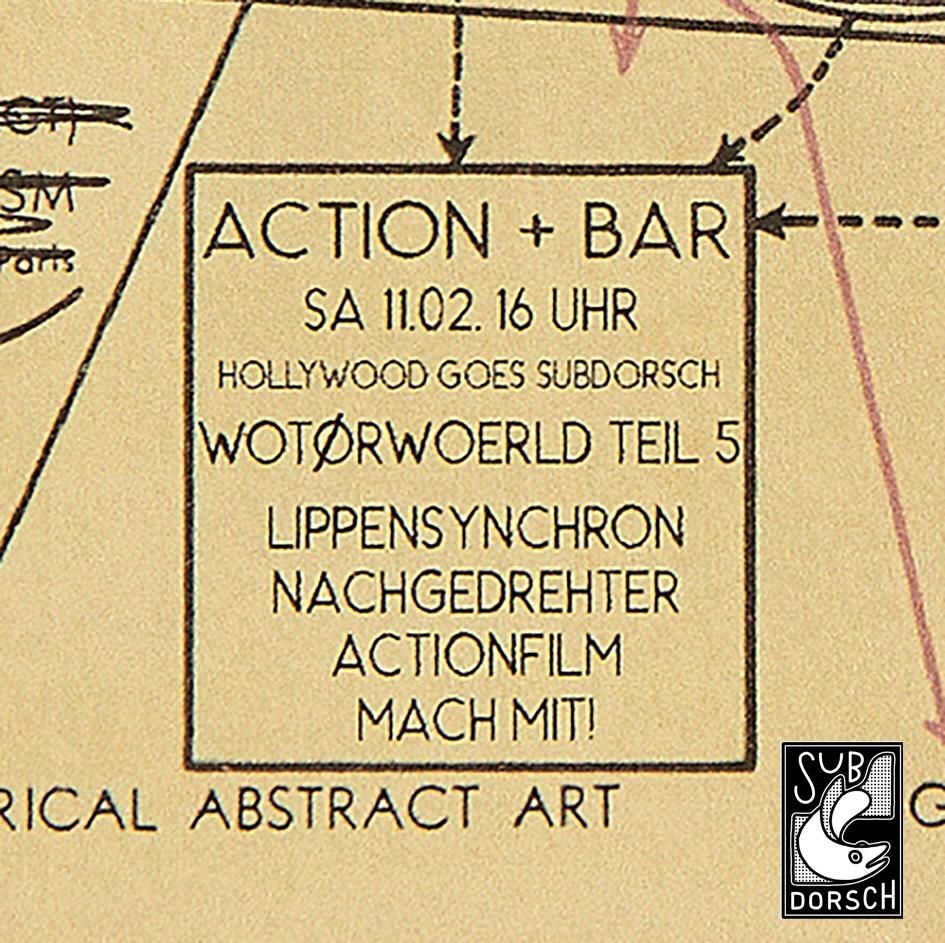 SM
Paris
ACTION + BAR
SA 11.02. 16 UHR
HOLLYWOOD GOES SUBDORSCH
WOTØRWOERLD TEIL 5
LIPPENSYNCHRON
NACHGEDREHTER
ACTIONFILM
MACH MIT!
RICAL ABSTRACT ART
G
SUB
DORSCH